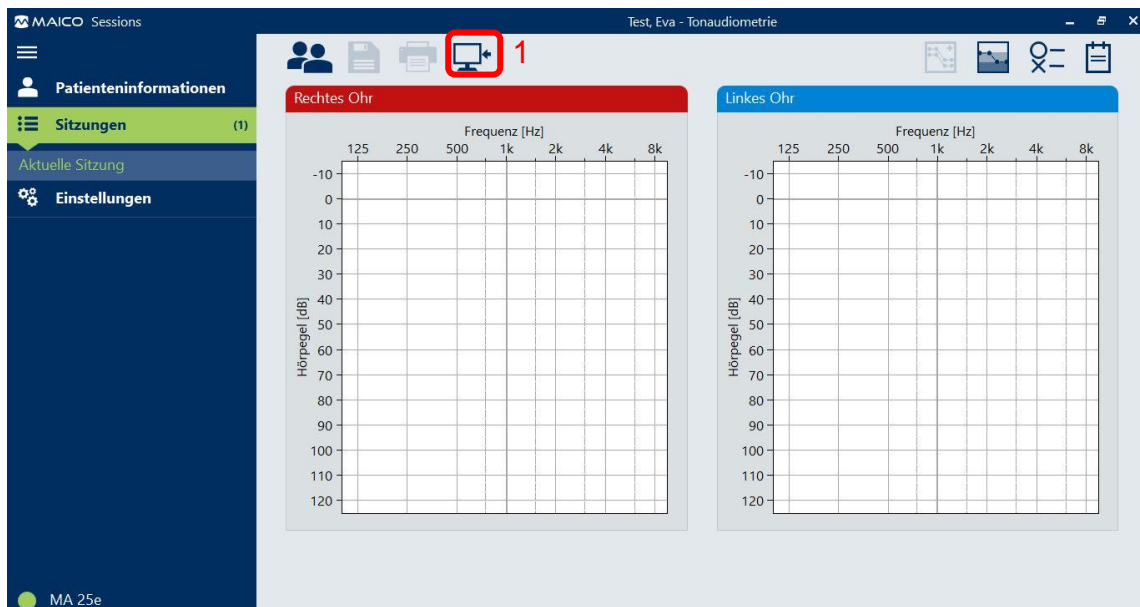 MAICO Sessions
Test, Eva - Tonaudiometrie
1
Patienteninformationen
Sitzungen (1)
Aktuelle Sitzung
Einstellungen
MA 25e
Rechtes Ohr
Frequenz [Hz]
125 250 500 1k 2k 4k 8k
Hörpegel [dB]
-10
0
10
20
30
40
50
60
70
80
90
100
110
120
Linkes Ohr
Frequenz [Hz]
125 250 500 1k 2k 4k 8k
Hörpegel [dB]
-10
0
10
20
30
40
50
60
70
80
90
100
110
120